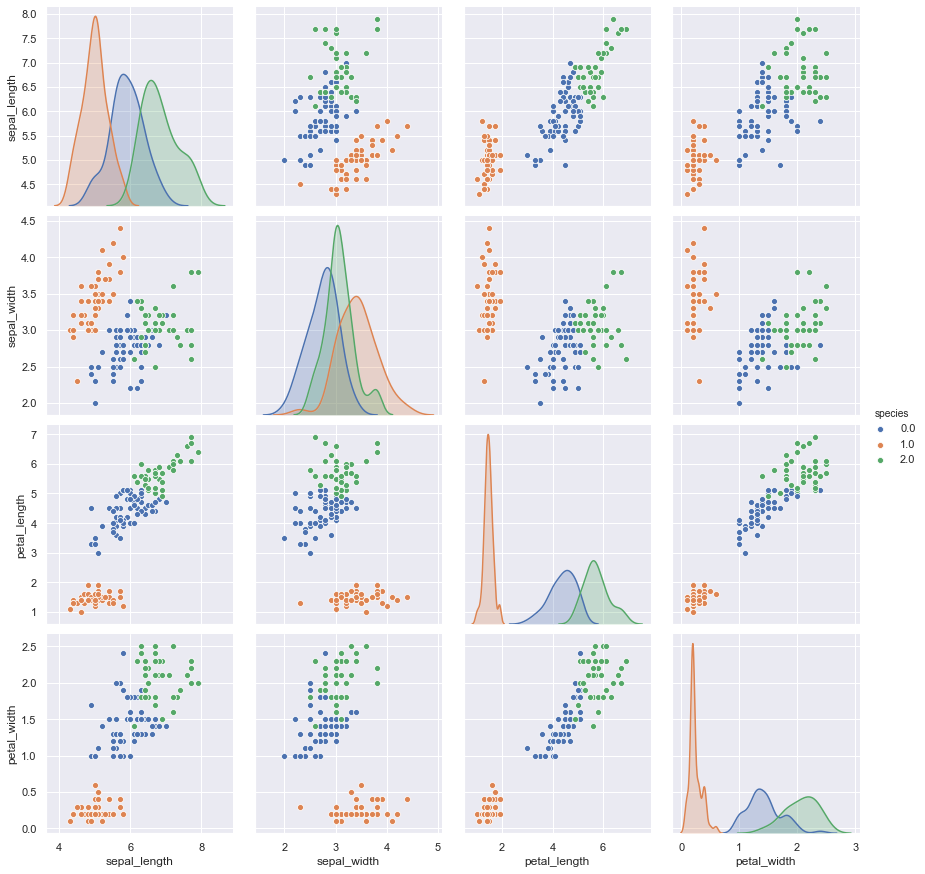 8.0
7.5
7.0
6.5
6.0
5.5
5.0
4.5
sepal_length
4.5
4.0
3.5
3.0
2.5
2.0
sepal_width
7
6
5
4
3
2
1
petal_length
2.5
2.0
1.5
1.0
0.5
0.0
petal_width
4 6 8
sepal_length
2 3 4 5
sepal_width
2 4 6
petal_length
0 1 2 3
petal_width
species
0.0
1.0
2.0